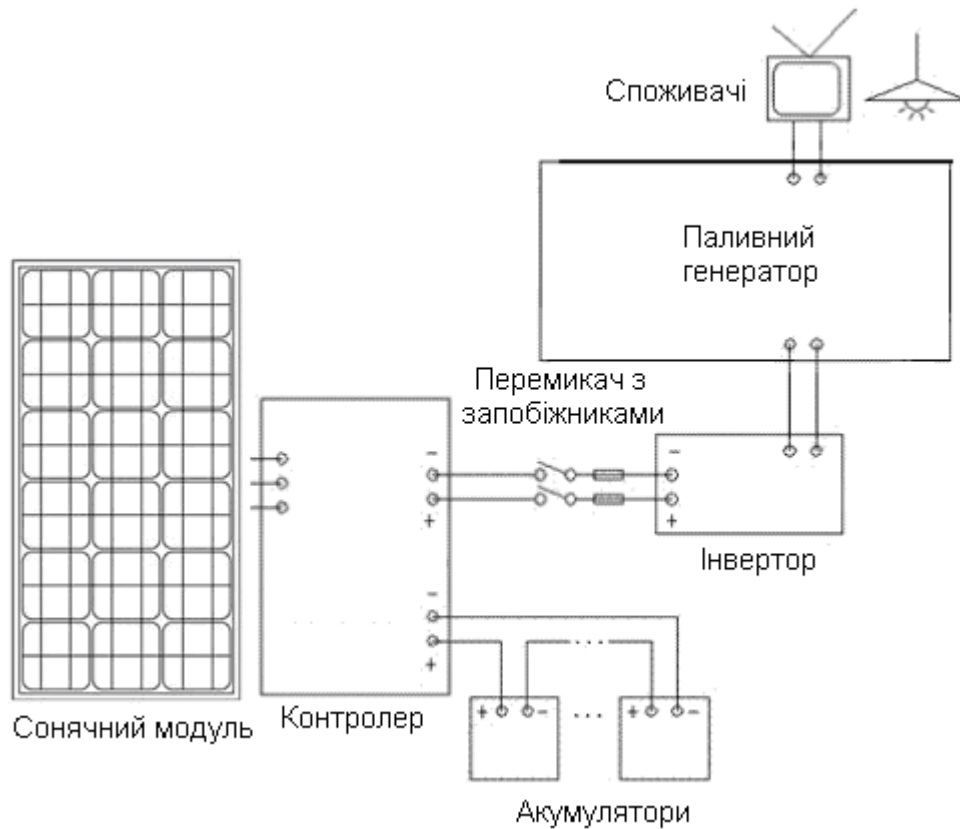 Споживачі
Паливний
генератор
Перемикач з
запобіжниками
-
+
-
+
Інвертор
-
+
+ - ... + -
Сонячний модуль
Контролер
Акумулятори